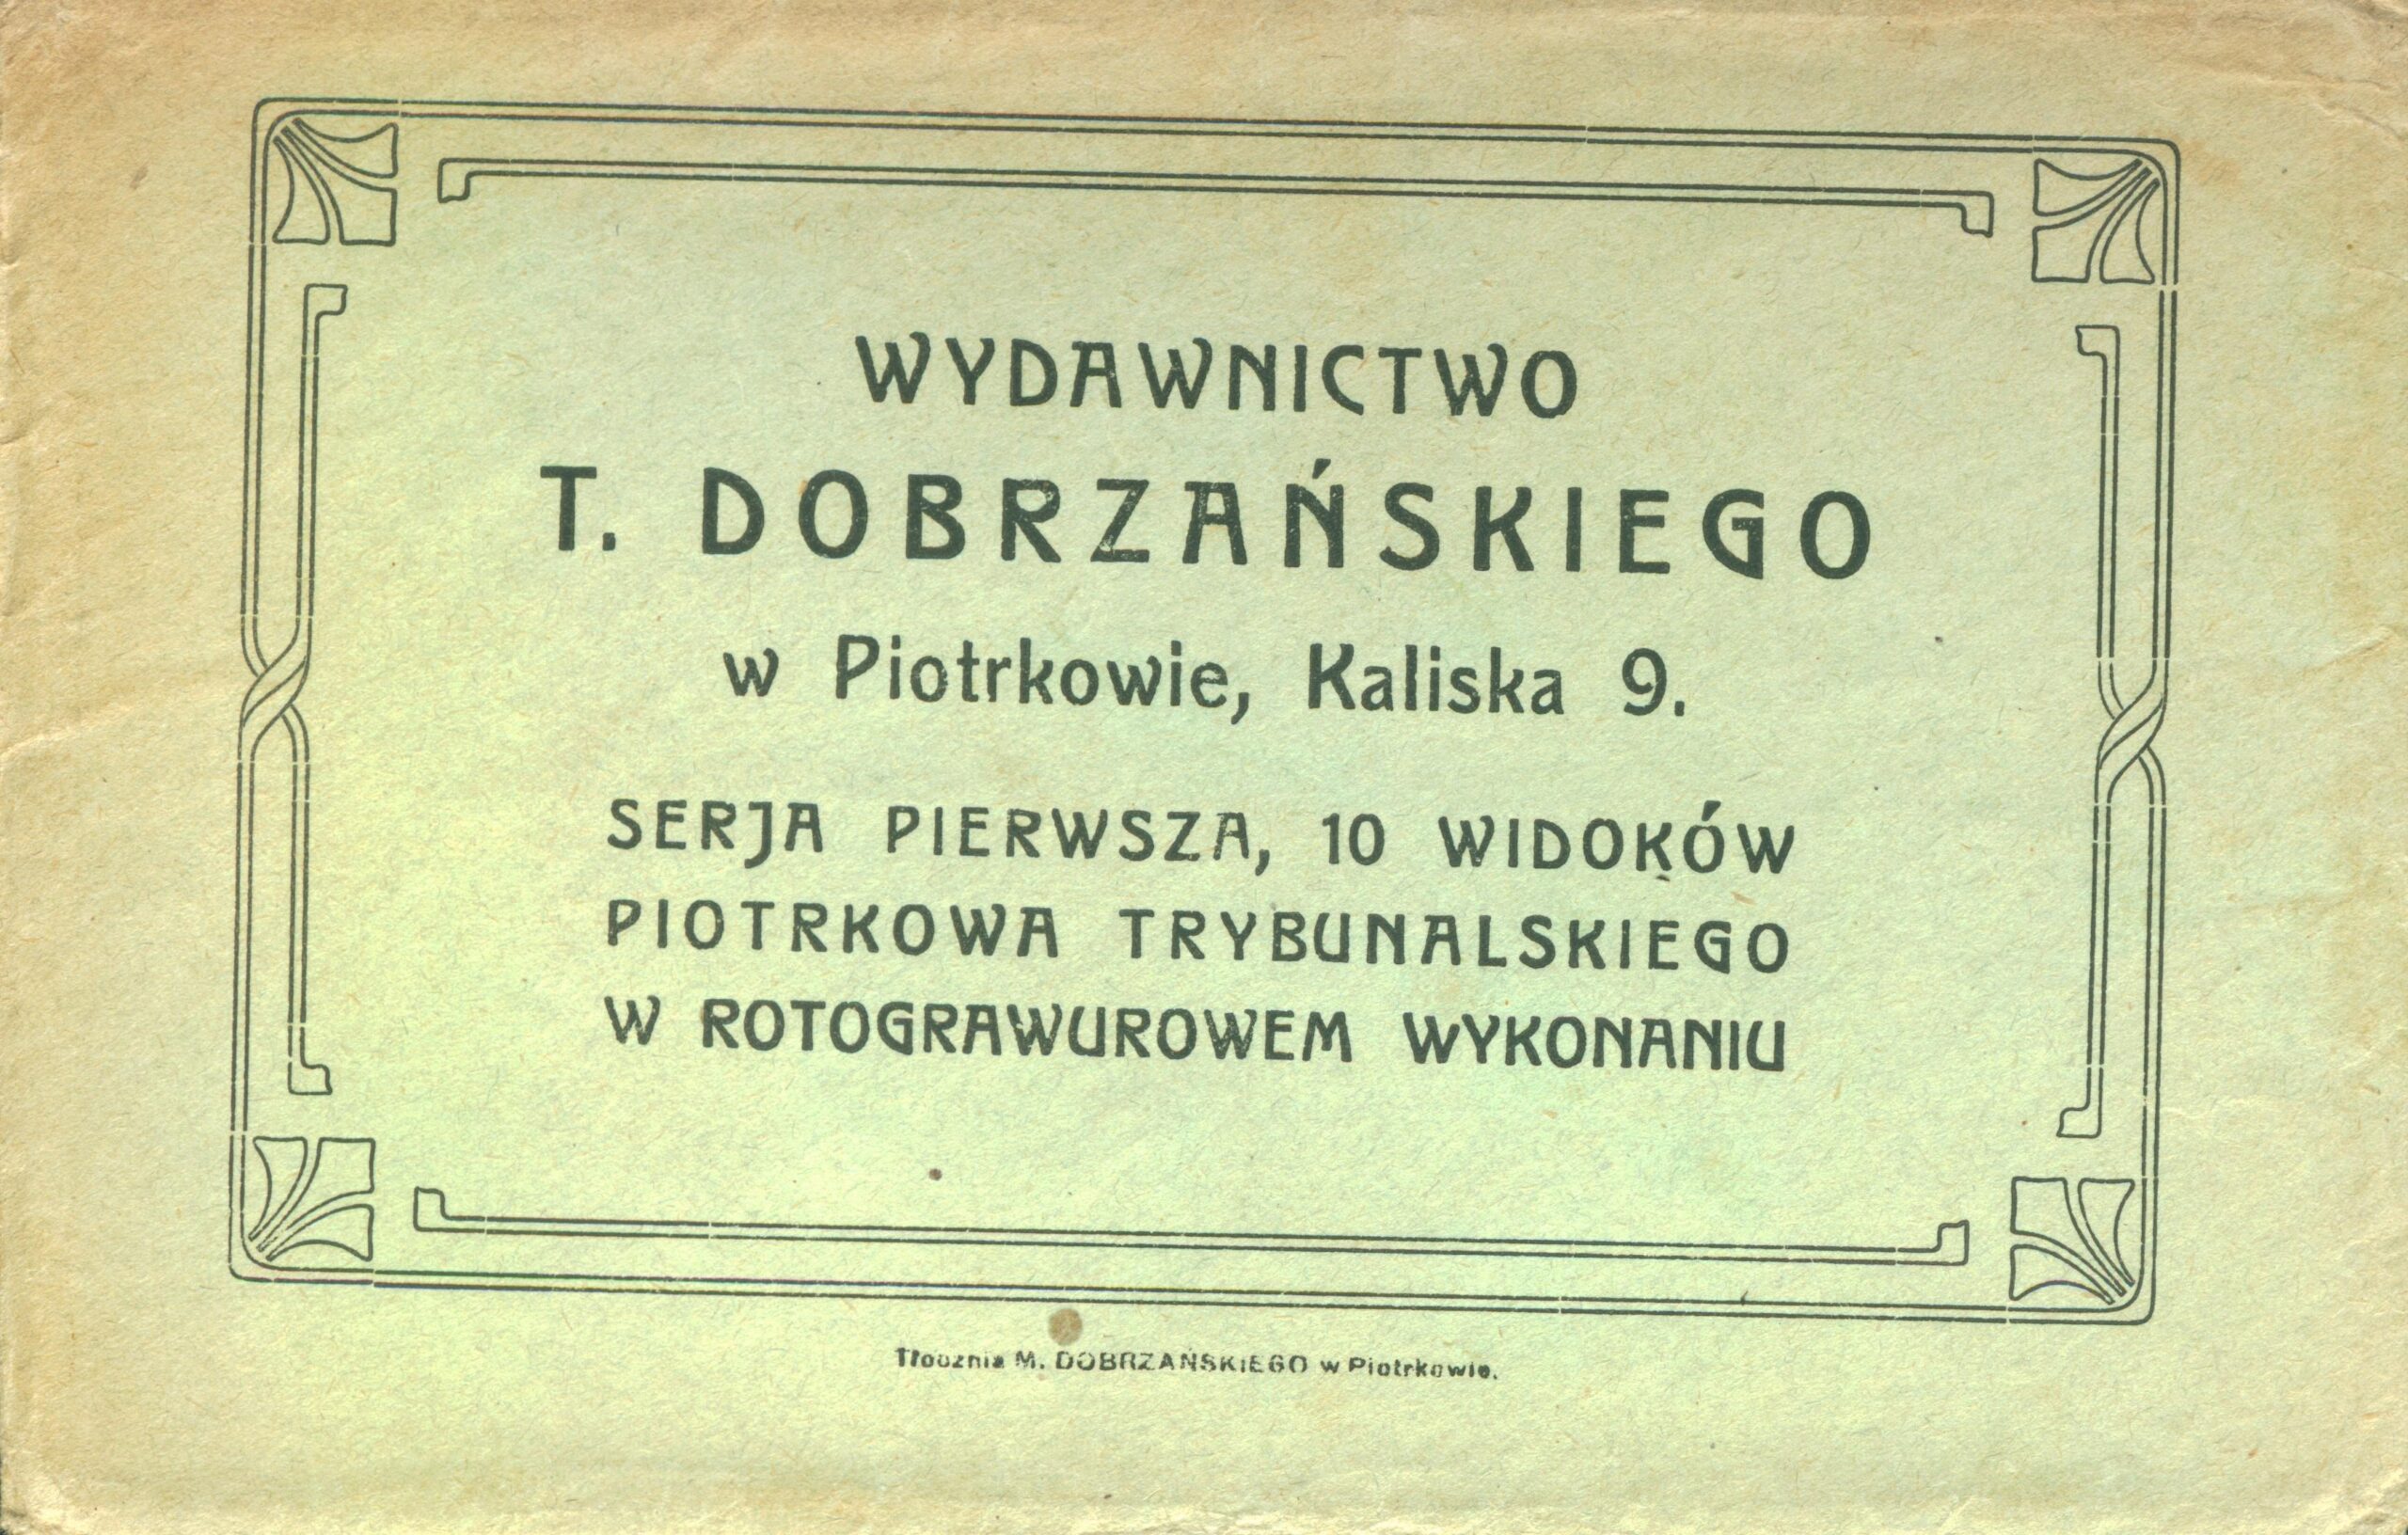 WYDAWNICTWO
T. DOBRZAŃSKIEGO
w Piotrkowie, Kaliska 9.
SERJA PIERWSZA, 10 WIDOKÓW
PIOTRKOWA TRYBUNALSKIEGO
W ROTOGRAWUROWEM WYKONANIU
Tłocznia M. DOBRZAŃSKIEGO w Piotrkowie.